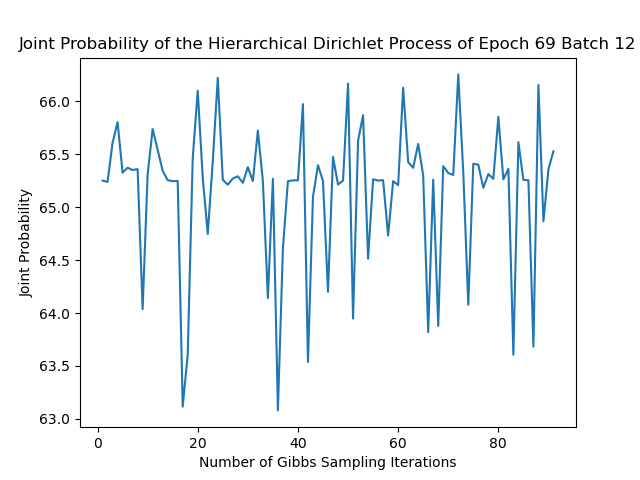 Joint Probability of the Hierarchical Dirichlet Process of Epoch 69 Batch 12
Joint Probability
66.0
65.5
65.0
64.5
64.0
63.5
63.0
0 20 40 60 80
Number of Gibbs Sampling Iterations